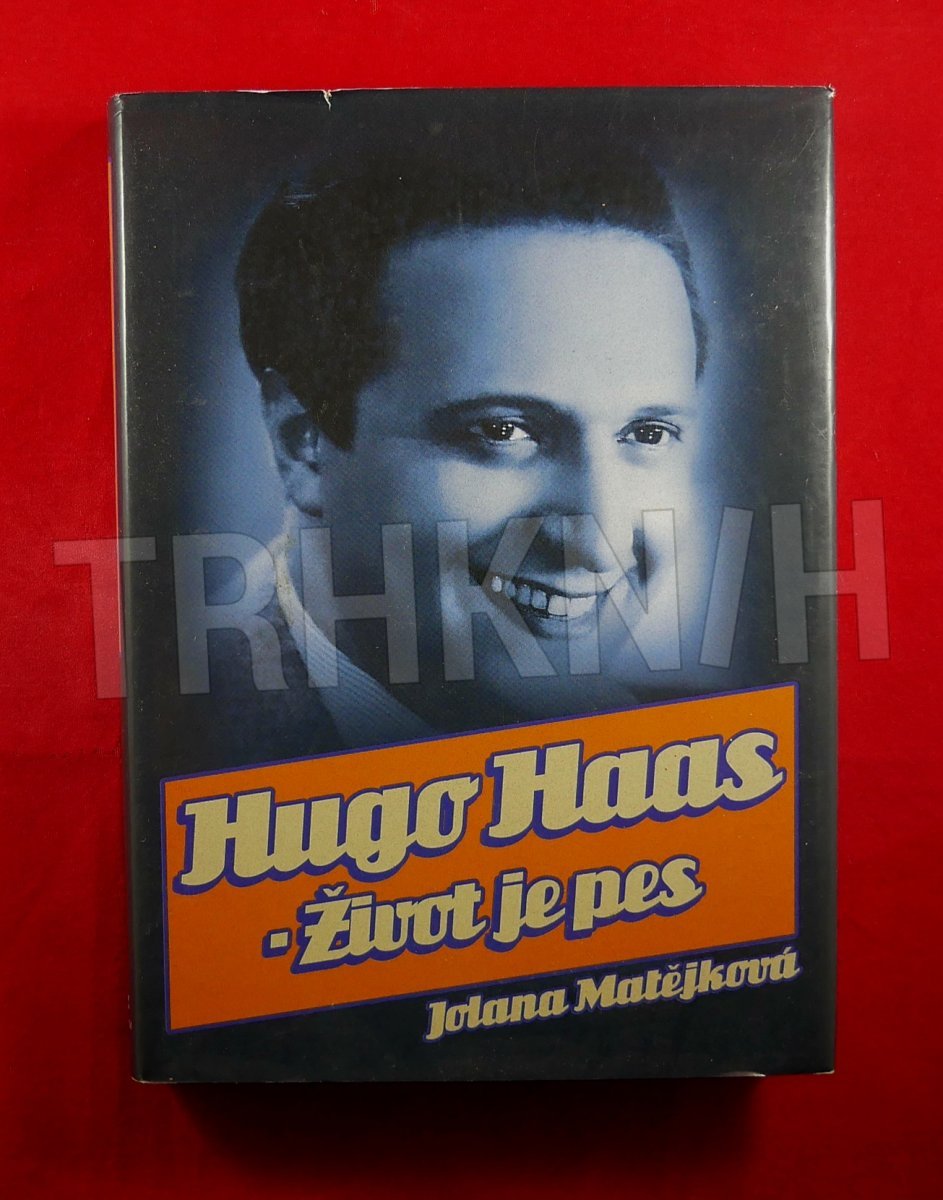 TRHKNIH
Hugo Haas
- Život je pes
Jolana Matějková